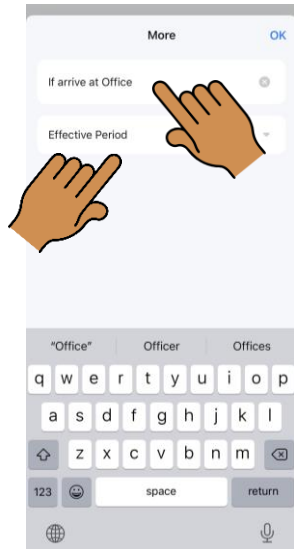 More OK
If arrive at Office
Effective Period
"Office" Officer Offices
q w e r t y u i o p
a s d f g h j k l
z x c v b n m
123 space return